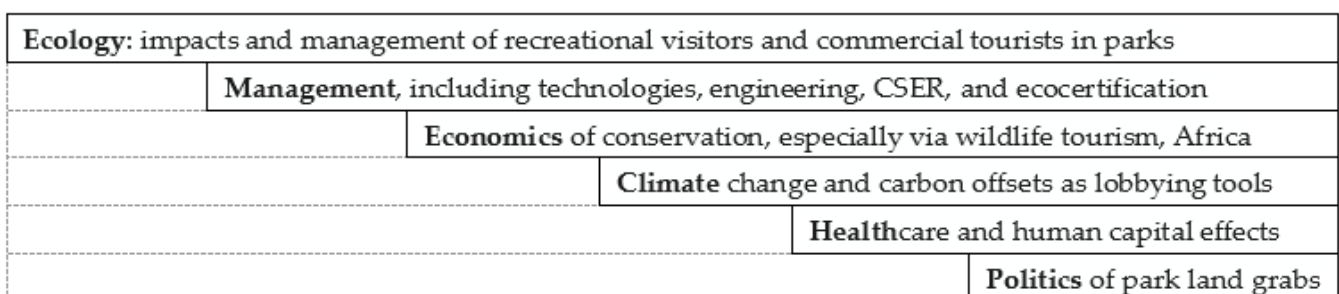 Ecology: impacts and management of recreational visitors and commercial tourists in parks
Management, including technologies, engineering, CSER, and ecocertification
Economics of conservation, especially via wildlife tourism, Africa
Climate change and carbon offsets as lobbying tools
Healthcare and human capital effects
Politics of park land grabs